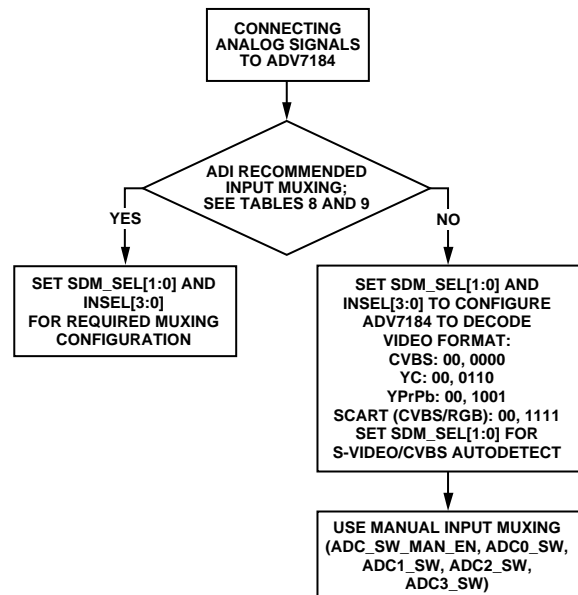 CONNECTING
ANALOG SIGNALS
TO ADV7184
ADI RECOMMENDED
INPUT MUXING;
SEE TABLES 8 AND 9
YES
NO
SET SDM_SEL[1:0] AND
INSEL[3:0]
FOR REQUIRED MUXING
CONFIGURATION
SET SDM_SEL[1:0] AND
INSEL[3:0] TO CONFIGURE
ADV7184 TO DECODE
VIDEO FORMAT:
CVBS: 00, 0000
YC: 00, 0110
YPrPb: 00, 1001
SCART (CVBS/RGB): 00, 1111
SET SDM_SEL[1:0] FOR
S-VIDEO/CVBS AUTODETECT
USE MANUAL INPUT MUXING
(ADC_SW_MAN_EN, ADC0_SW,
ADC1_SW, ADC2_SW,
ADC3_SW)